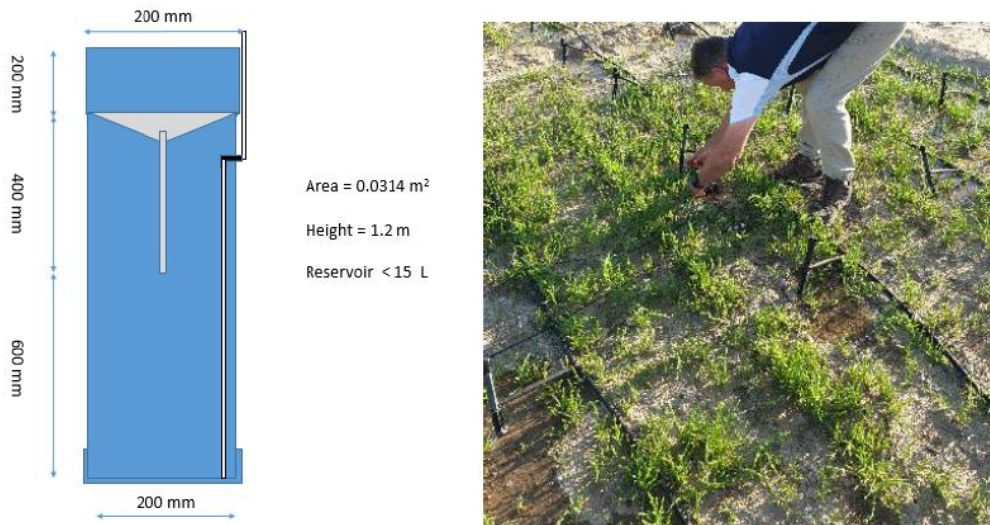 200 mm
200 mm
400 mm
600 mm
Area = 0.0314 m²
Height = 1.2 m
Reservoir < 15 L
200 mm